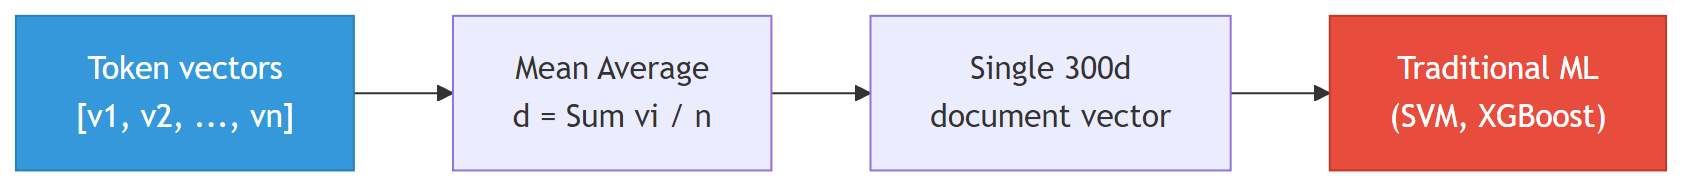 Token vectors
[v1, v2, ..., vn]
Mean Average
d = Sum vi / n
Single 300d
document vector
Traditional ML
(SVM, XGBoost)